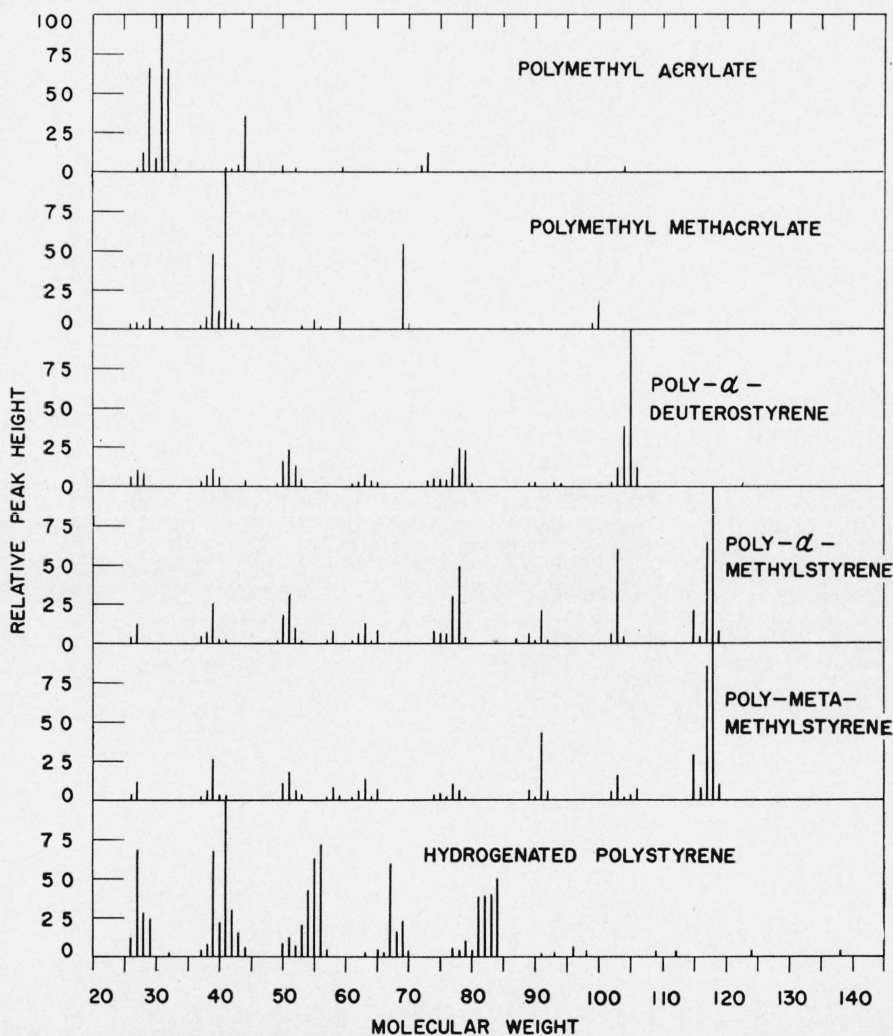 100
75
50
25
0
POLYMETHYL ACRYLATE
75
50
25
0
POLYMETHYL METHACRYLATE
75
50
25
0
POLY-α-
DEUTEROSTYRENE
75
50
25
0
POLY-α-
METHYLSTYRENE
75
50
25
0
POLY-META-
METHYLSTYRENE
75
50
25
0
HYDROGENATED POLYSTYRENE
RELATIVE PEAK HEIGHT
20 30 40 50 60 70 80 90 100 110 120 130 140
MOLECULAR WEIGHT